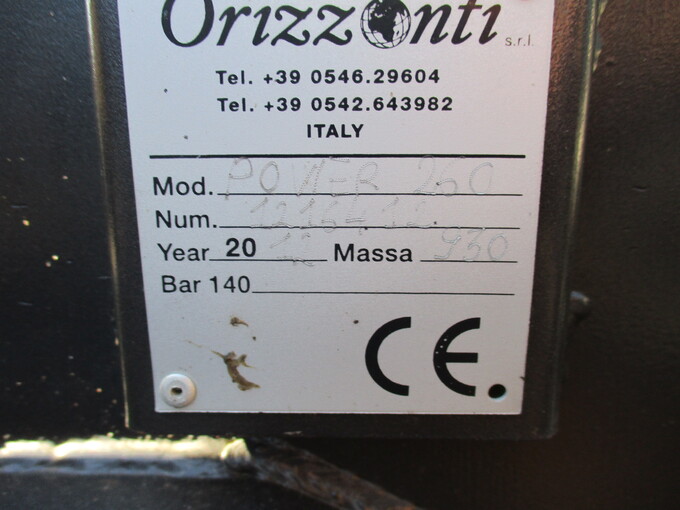 Orizzonti s.r.l.
Tel. +39 0546.29604
Tel. +39 0542.643982
ITALY
Mod. POWER 260
Num.
Year 20 12 Massa 930
Bar 140
CE